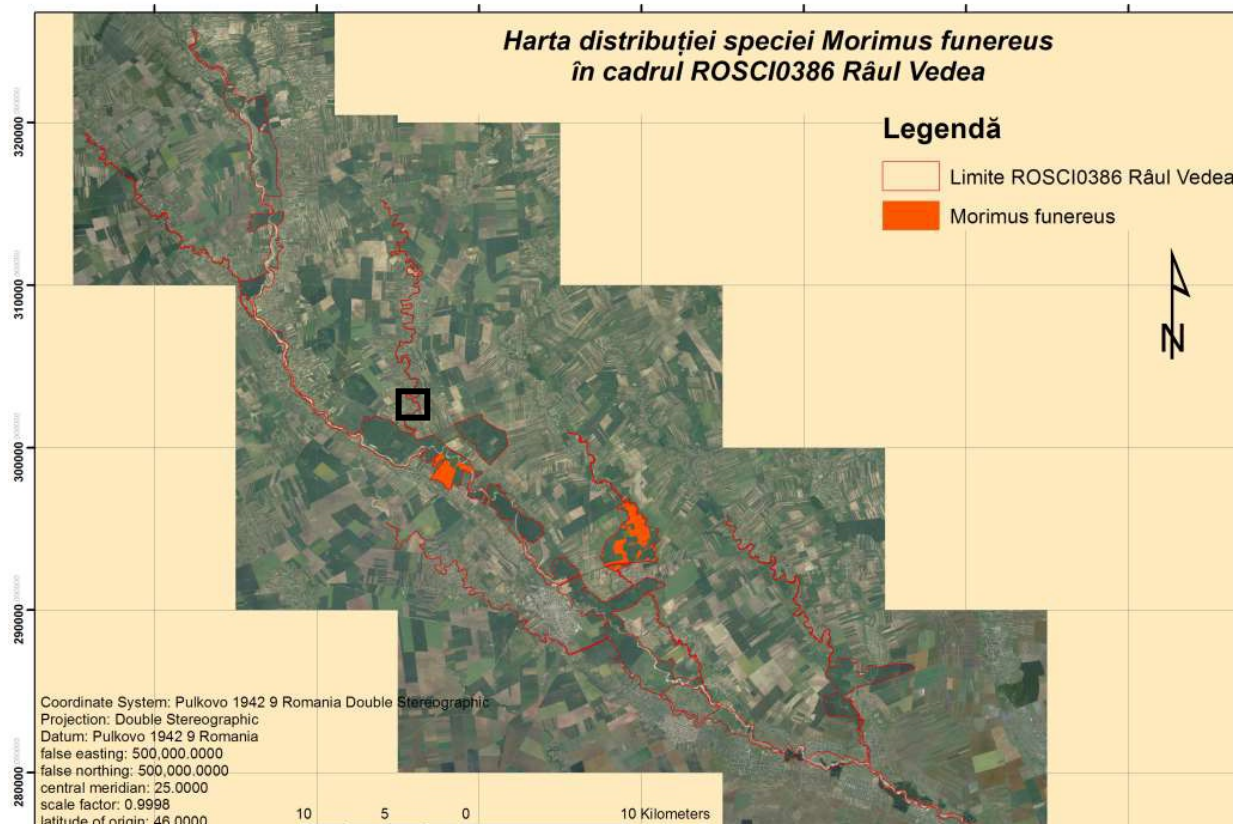 Harta distribuției speciei Morimus funereus
în cadrul ROSCI0386 Râul Vedea
Legendă
Limite ROSCI0386 Râul Vedea
Morimus funereus
N
320000
310000
300000
290000
280000
Coordinate System: Pulkovo 1942 9 Romania Double Stereographic
Projection: Double Stereographic
Datum: Pulkovo 1942 9 Romania
false easting: 500,000.0000
false northing: 500,000.0000
central meridian: 25.0000
scale factor: 0.9998
latitude of origin: 46.0000
10 5 0 10 Kilometers